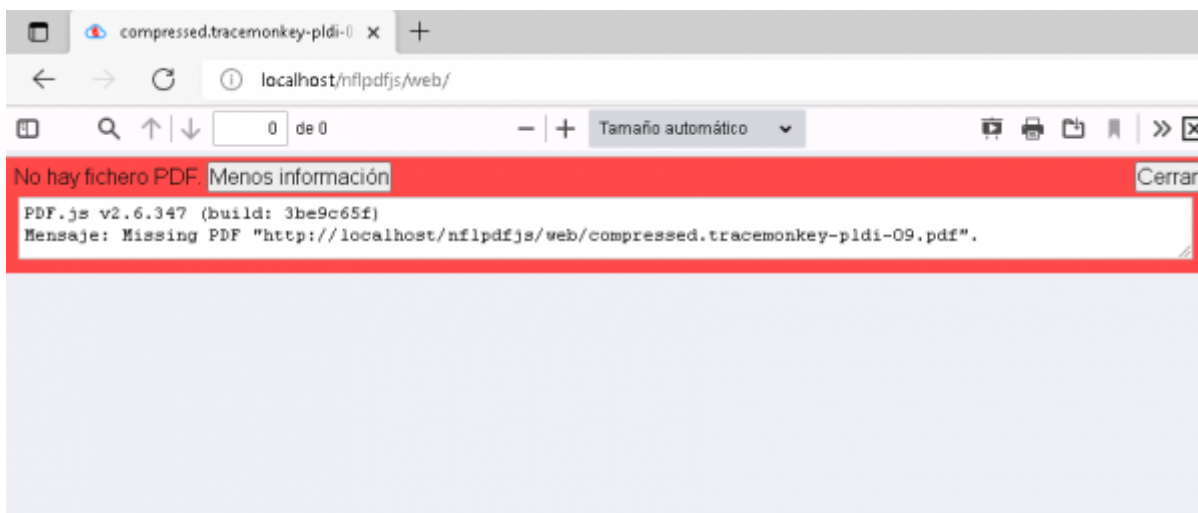 compressed.tracemonkey-pldi-0
localhost/nflpdfjs/web/
0 de 0
Tamaño automático
No hay fichero PDF. Menos información Cerrar
PDF.js v2.6.347 (build: 3be9c65f)
Mensaje: Missing PDF "http://localhost/nflpdfjs/web/compressed.tracemonkey-pldi-09.pdf".